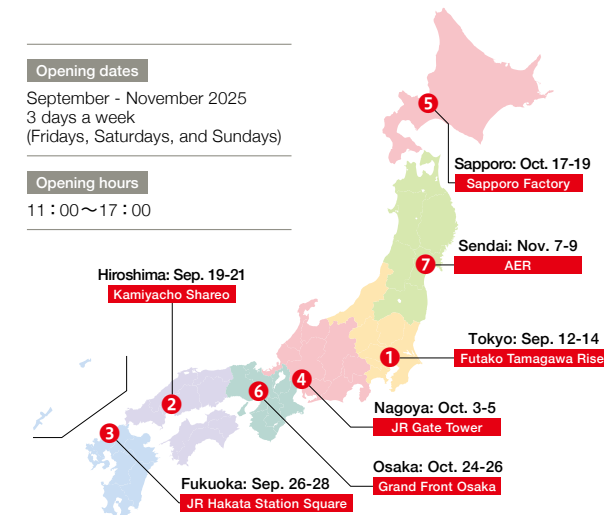 Opening dates
September - November 2025
3 days a week
(Fridays, Saturdays, and Sundays)
Opening hours
11：00～17：00
5
Sapporo: Oct. 17-19
Sapporo Factory
7
Sendai: Nov. 7-9
AER
Hiroshima: Sep. 19-21
Kamiyacho Shareo
1
Tokyo: Sep. 12-14
Futako Tamagawa Rise
2
6
4
Nagoya: Oct. 3-5
JR Gate Tower
3
Osaka: Oct. 24-26
Grand Front Osaka
Fukuoka: Sep. 26-28
JR Hakata Station Square